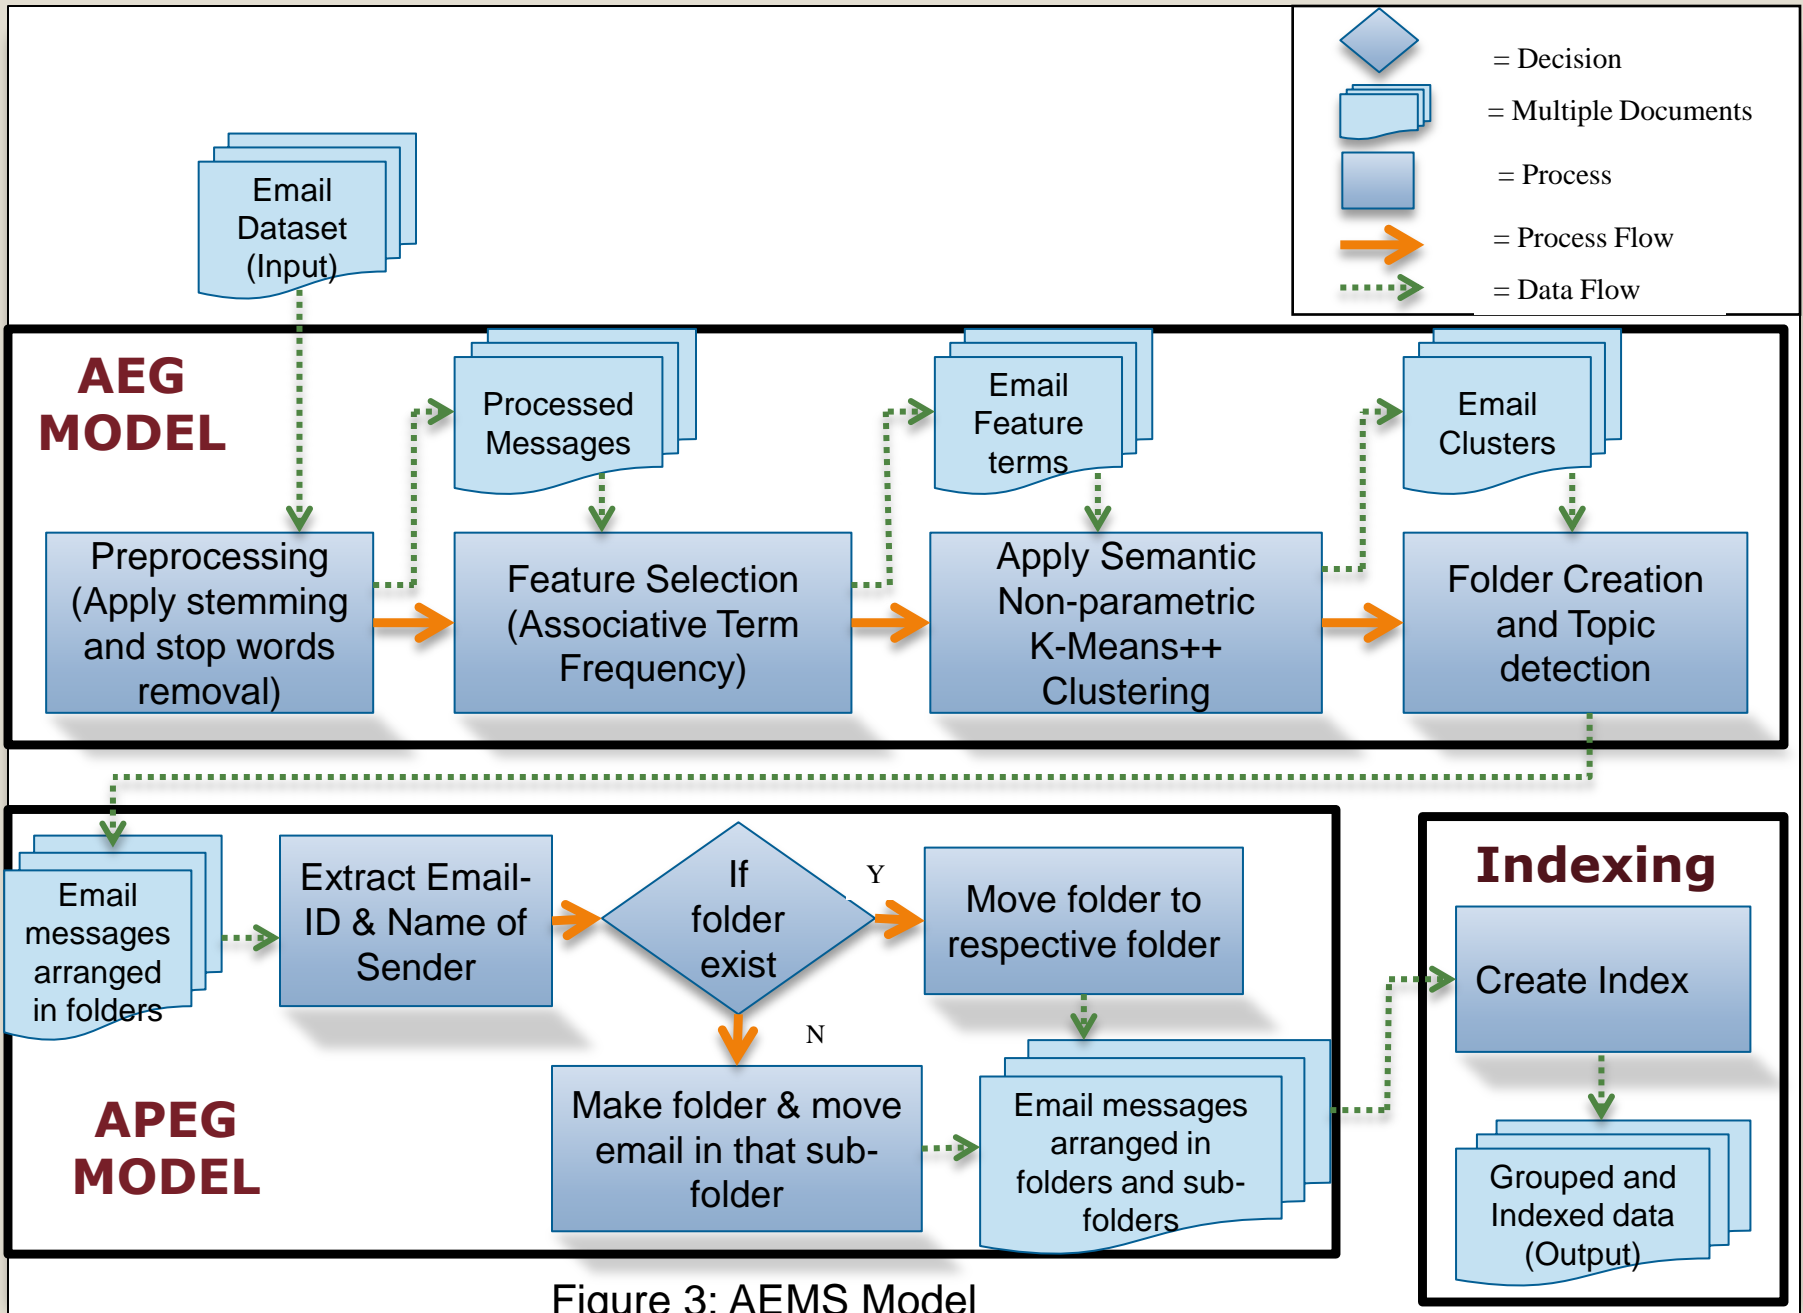 = Decision
= Multiple Documents
= Process
= Process Flow
= Data Flow
Email
Dataset
(Input)
AEG
MODEL
Processed
Messages
Email
Feature
terms
Email
Clusters
Preprocessing
(Apply stemming
and stop words
removal)
Feature Selection
(Associative Term
Frequency)
Apply Semantic
Non-parametric
K-Means++
Clustering
Folder Creation
and Topic
detection
Email
messages
arranged
in folders
Extract Email-
ID & Name of
Sender
If
folder
exist
Y
N
Move folder to
respective folder
Make folder & move
email in that sub-
folder
Email messages
arranged in
folders and sub-
folders
APEG
MODEL
Indexing
Create Index
Grouped and
Indexed data
(Output)
Figure 3: AEMS Model